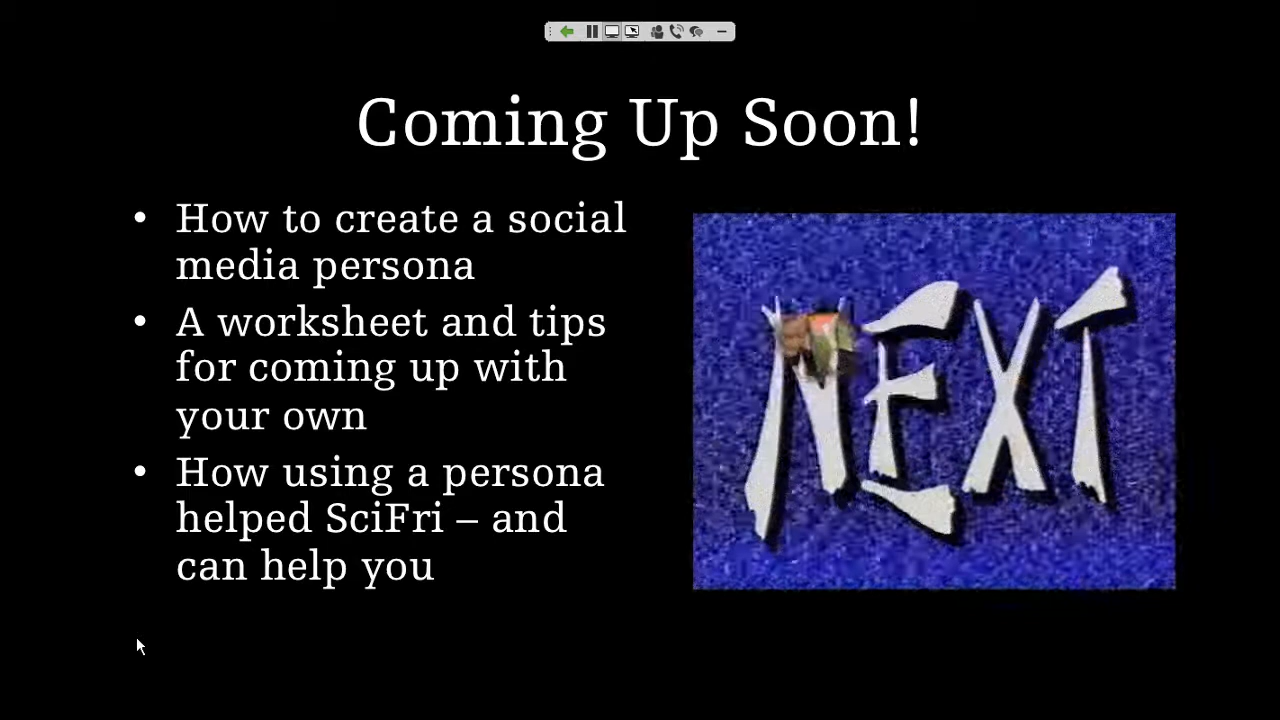 Coming Up Soon!
• How to create a social
media persona
• A worksheet and tips
for coming up with
your own
• How using a persona
helped SciFri – and
can help you
NEXT